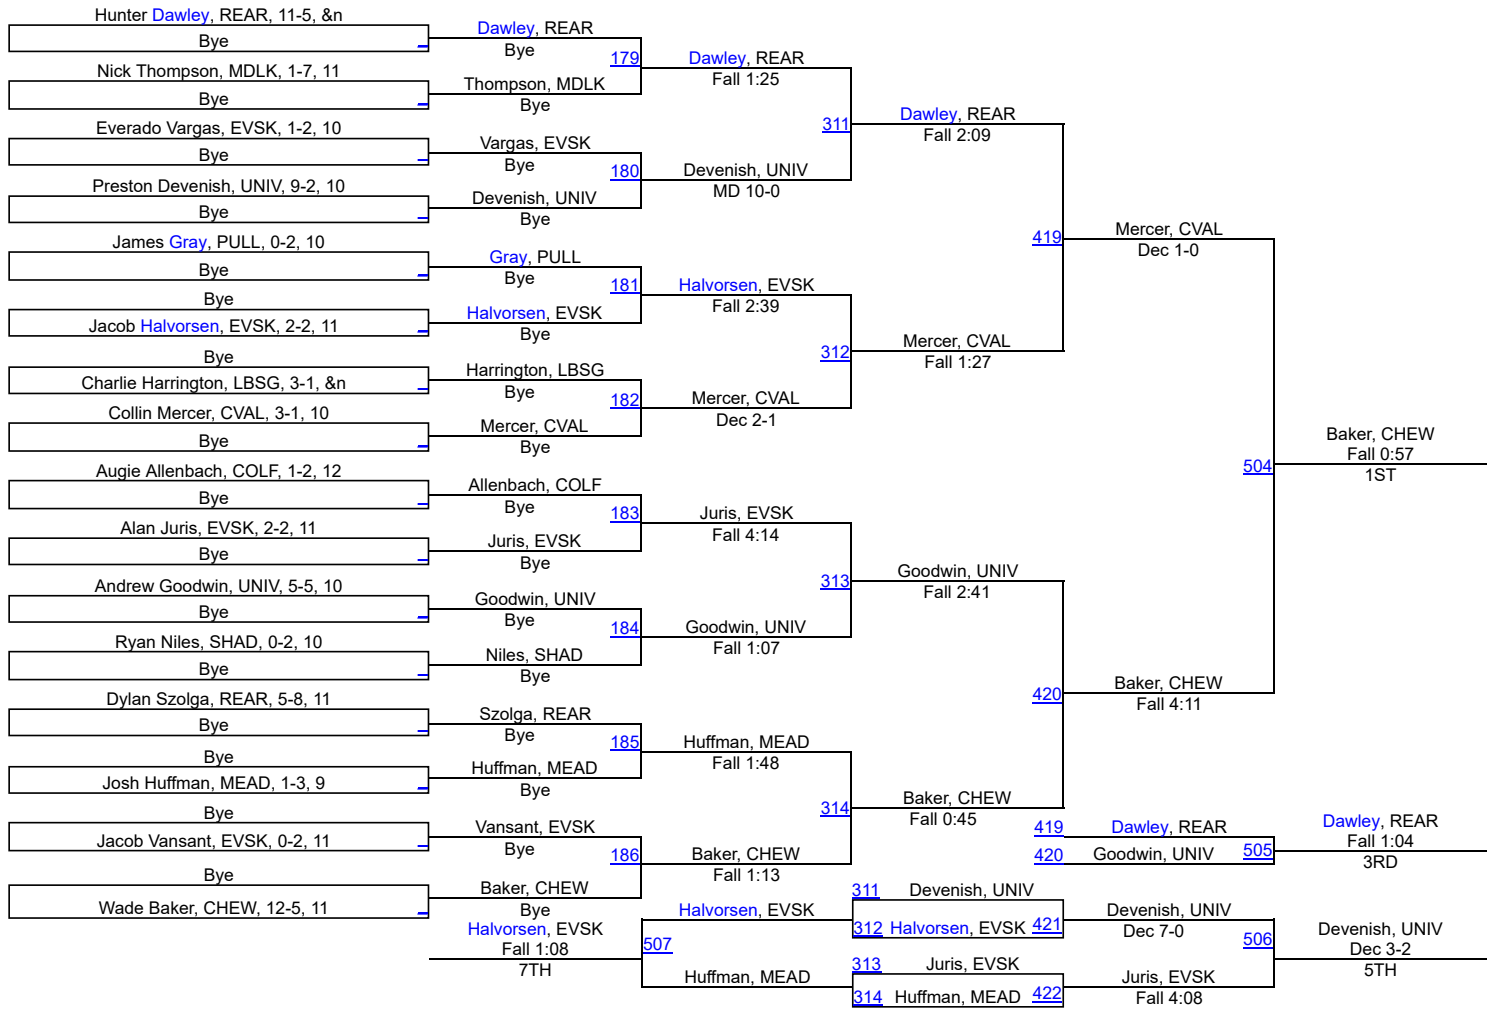 Hunter Dawley, REAR, 11-5, &n
Bye
Nick Thompson, MDLK, 1-7, 11
Bye
Everado Vargas, EVSK, 1-2, 10
Bye
Preston Devenish, UNIV, 9-2, 10
Bye
James Gray, PULL, 0-2, 10
Bye
Bye
Jacob Halvorsen, EVSK, 2-2, 11
Bye
Charlie Harrington, LBSG, 3-1, &n
Collin Mercer, CVAL, 3-1, 10
Bye
Augie Allenbach, COLF, 1-2, 12
Bye
Alan Juris, EVSK, 2-2, 11
Bye
Andrew Goodwin, UNIV, 5-5, 10
Bye
Ryan Niles, SHAD, 0-2, 10
Bye
Dylan Szolga, REAR, 5-8, 11
Bye
Bye
Josh Huffman, MEAD, 1-3, 9
Bye
Jacob Vansant, EVSK, 0-2, 11
Bye
Wade Baker, CHEW, 12-5, 11
Dawley, REAR
Bye
179
Thompson, MDLK
Bye
Vargas, EVSK
Bye
180
Devenish, UNIV
Bye
Gray, PULL
Bye
181
Halvorsen, EVSK
Bye
Harrington, LBSG
Bye
182
Mercer, CVAL
Bye
Allenbach, COLF
Bye
183
Juris, EVSK
Bye
Goodwin, UNIV
Bye
184
Niles, SHAD
Bye
Szolga, REAR
Bye
185
Huffman, MEAD
Bye
Vansant, EVSK
Bye
186
Baker, CHEW
Bye
Dawley, REAR
Fall 1:25
311
Devenish, UNIV
MD 10-0
Halvorsen, EVSK
Fall 2:39
312
Mercer, CVAL
Dec 2-1
Juris, EVSK
Fall 4:14
313
Goodwin, UNIV
Fall 1:07
Huffman, MEAD
Fall 1:48
314
Baker, CHEW
Fall 1:13
Dawley, REAR
Fall 2:09
419
Mercer, CVAL
Fall 1:27
Goodwin, UNIV
Fall 2:41
420
Baker, CHEW
Fall 0:45
Mercer, CVAL
Dec 1-0
504
Baker, CHEW
Fall 4:11
Baker, CHEW
Fall 0:57
1ST
419 Dawley, REAR
420 Goodwin, UNIV 505
Dawley, REAR
Fall 1:04
3RD
311 Devenish, UNIV
312 Halvorsen, EVSK 421
313 Juris, EVSK
314 Huffman, MEAD 422
Devenish, UNIV
Dec 7-0
506
Juris, EVSK
Fall 4:08
Devenish, UNIV
Dec 3-2
5TH
Halvorsen, EVSK
507
Huffman, MEAD
Halvorsen, EVSK
Fall 1:08
7TH